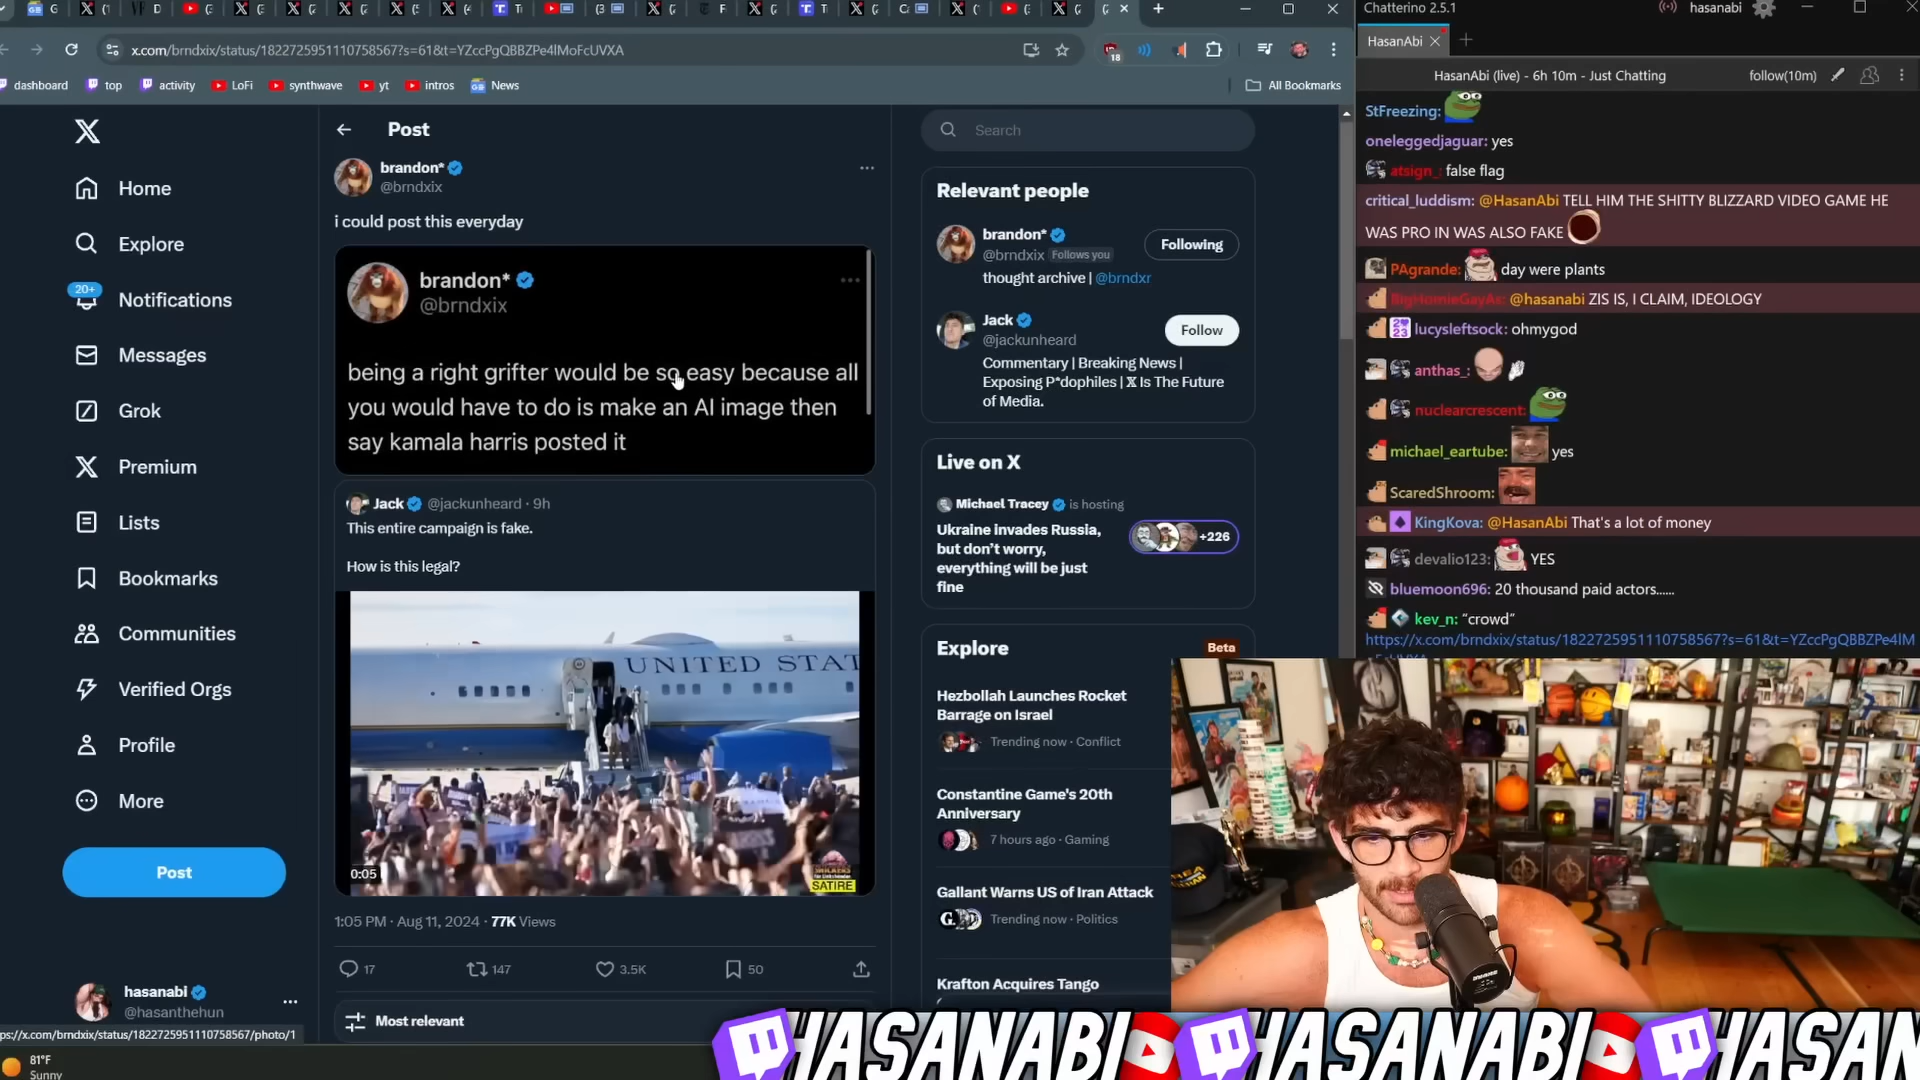 x.com/brndxix/status/1822725951110758567?s=61&t=YZccPgQBBZPe4lMoFcUVXA
18
dashboard
top
activity
LoFi
synthwave
yt
intros
News
All Bookmarks
Home
Explore
20+
Notifications
Messages
Grok
Premium
Lists
Bookmarks
Communities
Verified Orgs
Profile
More
Post
hasanabi
@hasanthehun
Post
brandon*
@brndxix
i could post this everyday
brandon*
@brndxix
being a right grifter would be so easy because all
you would have to do is make an AI image then
say kamala harris posted it
Jack @jackunheard · 9h
This entire campaign is fake.
How is this legal?
UNITED STAT
0:05
SATIRE
1:05 PM · Aug 11, 2024 · 77K Views
17
147
3.5K
50
Most relevant
Search
Relevant people
brandon*
@brndxix Follows you
Following
thought archive | @brndxr
Jack
@jackunheard
Follow
Commentary | Breaking News |
Exposing P*dophiles | X Is The Future
of Media.
Live on X
Michael Tracey is hosting
Ukraine invades Russia,
but don't worry,
everything will be just
fine
+226
Explore
Beta
Hezbollah Launches Rocket
Barrage on Israel
Trending now · Conflict
Constantine Game's 20th
Anniversary
7 hours ago · Gaming
Gallant Warns US of Iran Attack
Trending now · Politics
Krafton Acquires Tango
Chatterino 2.5.1
hasanabi
HasanAbi
HasanAbi (live) - 6h 10m - Just Chatting
follow(10m)
StFreezing:
oneleggedjaguar: yes
atsign_: false flag
critical_luddism: @HasanAbi TELL HIM THE SHITTY BLIZZARD VIDEO GAME HE
WAS PRO IN WAS ALSO FAKE
PAgrande: day were plants
@hasanabi ZIS IS, I CLAIM, IDEOLOGY
lucysleftsock: ohmygod
anthas_:
nuclearcrescent:
michael_eartube: yes
ScaredShroom:
KingKova: @HasanAbi That's a lot of money
devalio123: YES
bluemoon696: 20 thousand paid actors......
kev_n: “crowd”
https://x.com/brndxix/status/1822725951110758567?s=61&t=YZccPgQBBZPe4lM
ps://x.com/brndxix/status/1822725951110758567/photo/1
81°F
Sunny
HASANABI
HASANABI
HASAN